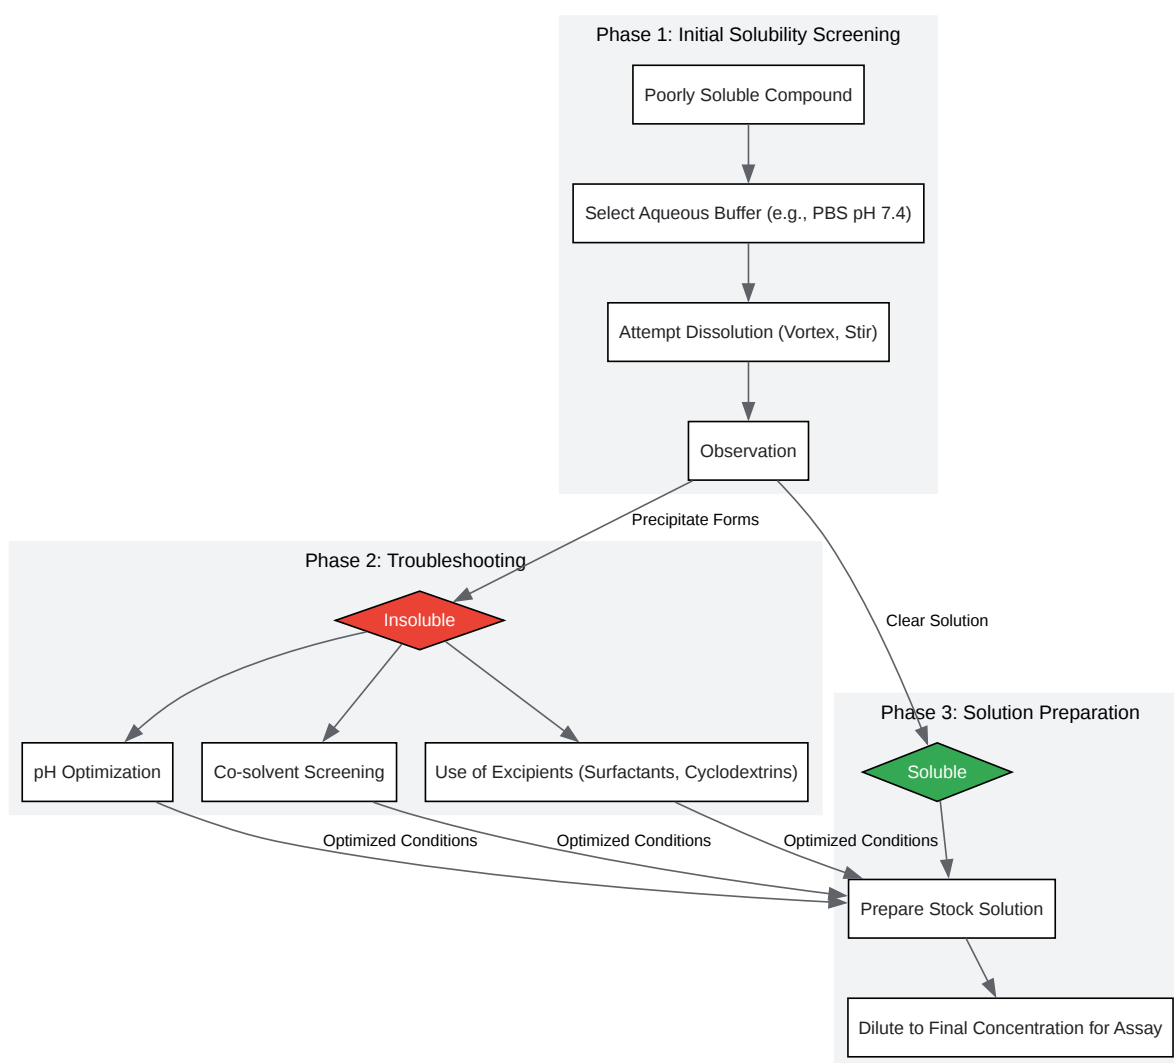 Phase 1: Initial Solubility Screening
Poorly Soluble Compound
Select Aqueous Buffer (e.g., PBS pH 7.4)
Attempt Dissolution (Vortex, Stir)
Observation
Precipitate Forms
Phase 2: Troubleshooting
Insoluble
Clear Solution
Phase 3: Solution Preparation
pH Optimization
Co-solvent Screening
Use of Excipients (Surfactants, Cyclodextrins)
Soluble
Optimized Conditions
Optimized Conditions
Optimized Conditions
Prepare Stock Solution
Dilute to Final Concentration for Assay